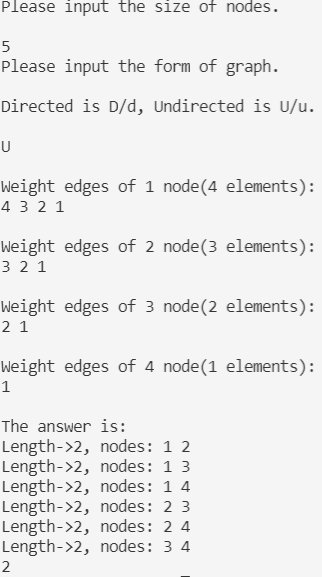 Please input the size of nodes.
5
Please input the form of graph.
Directed is D/d, Undirected is U/u.
U
Weight edges of 1 node(4 elements):
4 3 2 1
Weight edges of 2 node(3 elements):
3 2 1
Weight edges of 3 node(2 elements):
2 1
Weight edges of 4 node(1 elements):
1
The answer is:
Length->2, nodes: 1 2
Length->2, nodes: 1 3
Length->2, nodes: 1 4
Length->2, nodes: 2 3
Length->2, nodes: 2 4
Length->2, nodes: 3 4
2